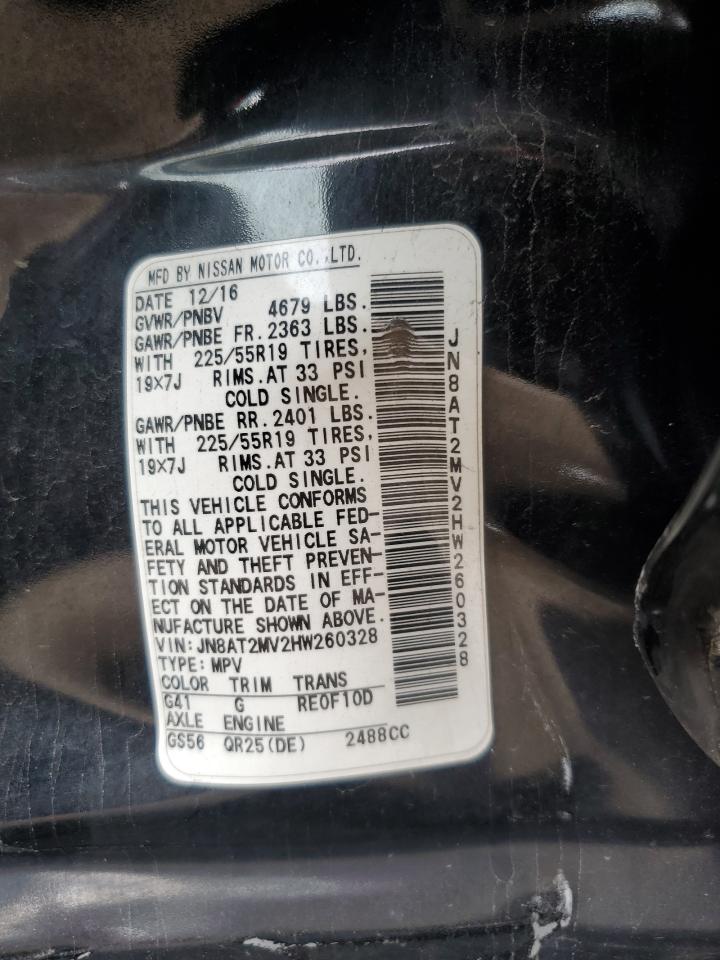 MFD BY NISSAN MOTOR CO.,LTD.
DATE 12/16
GVWR/PNBV 4679 LBS.
GAWR/PNBE FR. 2363 LBS.
WITH 225/55R19 TIRES,
19×7J RIMS.AT 33 PSI
COLD SINGLE.
GAWR/PNBE RR. 2401 LBS.
WITH 225/55R19 TIRES,
19×7J RIMS.AT 33 PSI
COLD SINGLE.
THIS VEHICLE CONFORMS
TO ALL APPLICABLE FED-
ERAL MOTOR VEHICLE SA-
FETY AND THEFT PREVEN-
TION STANDARDS IN EFF-
ECT ON THE DATE OF MA-
NUFACTURE SHOWN ABOVE.
VIN:JN8AT2MV2HW260328
TYPE:MPV
COLOR TRIM TRANS
G41 G RE0F10D
AXLE ENGINE
GS56 QR25(DE) 2488CC
JN8AT2MV2HW260328